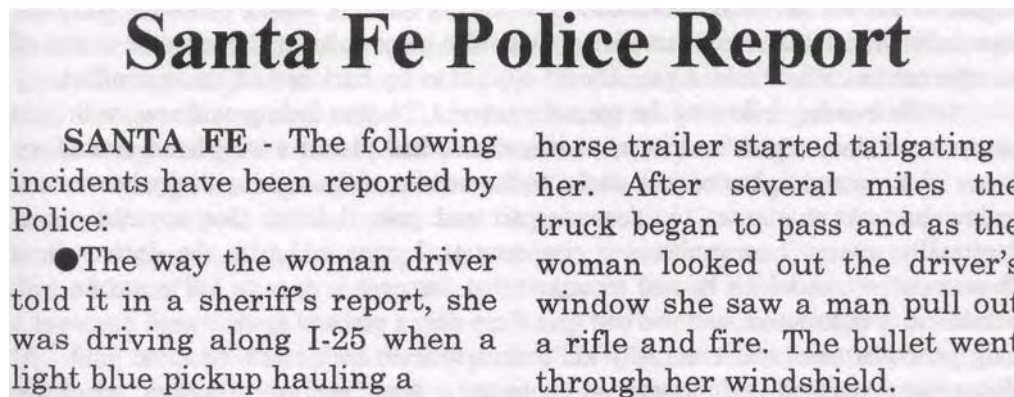 Santa Fe Police Report
SANTA FE - The following
incidents have been reported by
Police:
●The way the woman driver
told it in a sheriff's report, she
was driving along I-25 when a
light blue pickup hauling a
horse trailer started tailgating
her. After several miles the
truck began to pass and as the
woman looked out the driver's
window she saw a man pull out
a rifle and fire. The bullet went
through her windshield.